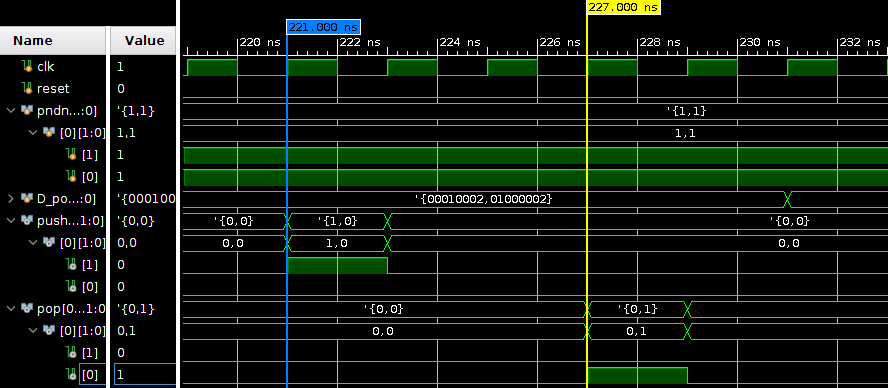 227.000 ns
221.000 ns
Name Value
220 ns 222 ns 224 ns 226 ns 228 ns 230 ns 232 ns
clk 1
reset 0
pndn...:0] '{1,1} '{1,1}
[0][1:0] 1,1 1,1
[1] 1
[0] 1
D_po...:0] '{000100 '{00010002,01000002}
push...1:0] '{0,0} '{0,0} '{1,0} '{0,0}
[0][1:0] 0,0 0,0 1,0 0,0
[1] 0
[0] 0
pop[0...1:0 '{0,1} '{0,0} '{0,1}
[0][1:0] 0,1 0,0 0,1
[1] 0
[0] 1